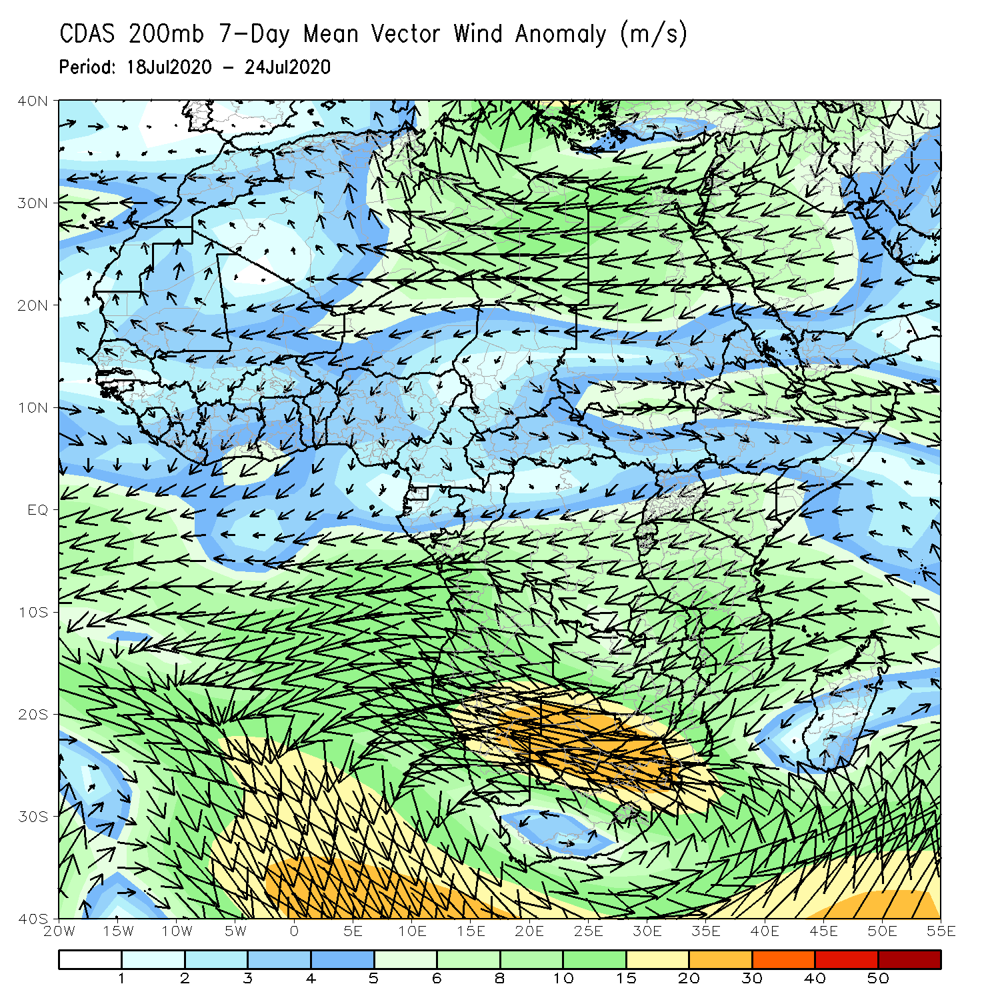 CDAS 200mb 7-Day Mean Vector Wind Anomaly (m/s)
Period: 18Jul2020 - 24Jul2020
40N
30N
20N
10N
EQ
10S
20S
30S
40S
20W 15W 10W 5W 0 5E 10E 15E 20E 25E 30E 35E 40E 45E 50E 55E
1 2 3 4 5 6 8 10 15 20 30 40 50